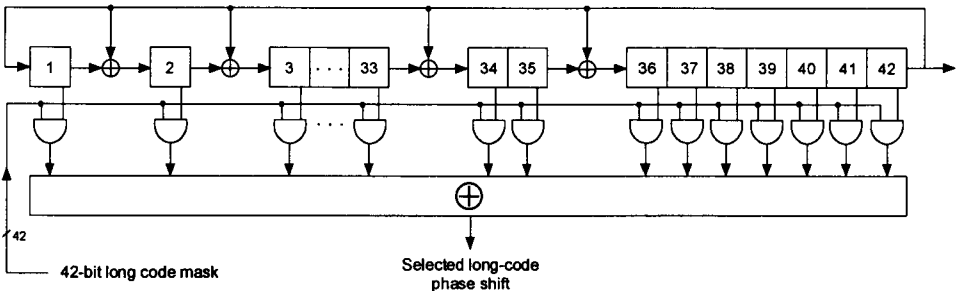 1 2 3 . . . . 33 34 35 36 37 38 39 40 41 42
. . . .
42
42-bit long code mask
Selected long-code
phase shift